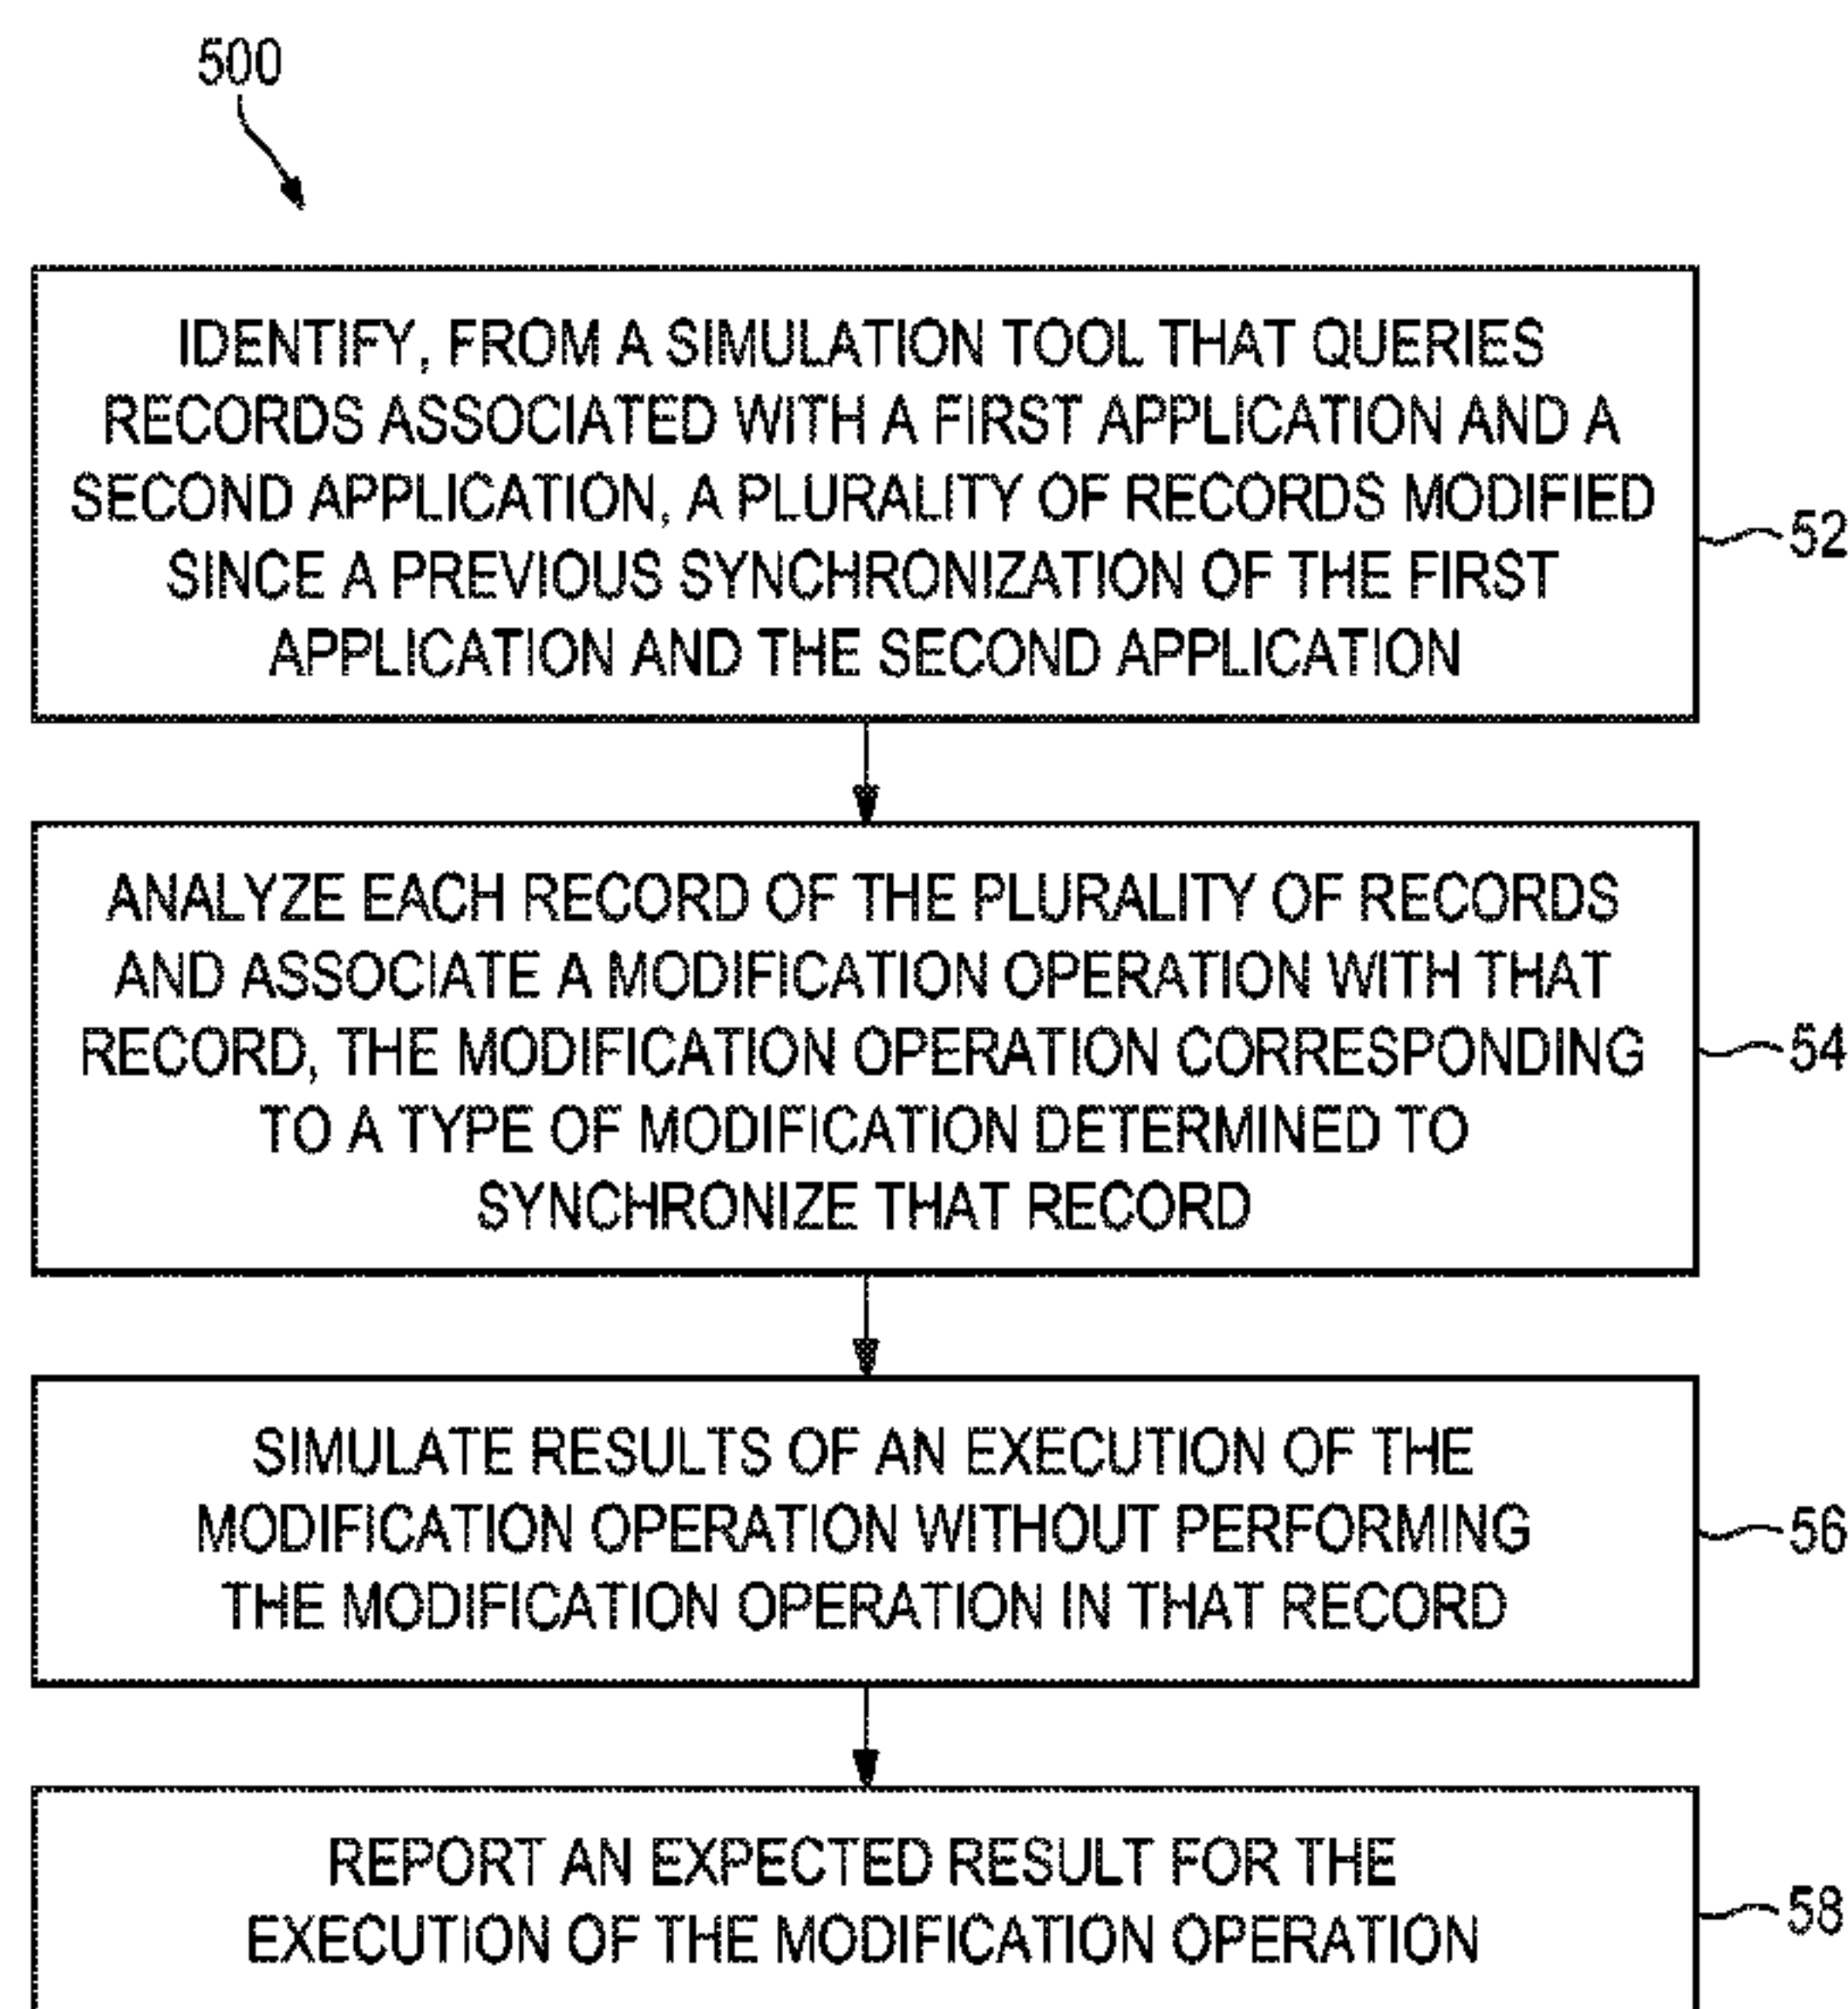 500
IDENTIFY, FROM A SIMULATION TOOL THAT QUERIES
RECORDS ASSOCIATED WITH A FIRST APPLICATION AND A
SECOND APPLICATION, A PLURALITY OF RECORDS MODIFIED
SINCE A PREVIOUS SYNCHRONIZATION OF THE FIRST
APPLICATION AND THE SECOND APPLICATION
52
ANALYZE EACH RECORD OF THE PLURALITY OF RECORDS
AND ASSOCIATE A MODIFICATION OPERATION WITH THAT
RECORD, THE MODIFICATION OPERATION CORRESPONDING
TO A TYPE OF MODIFICATION DETERMINED TO
SYNCHRONIZE THAT RECORD
54
SIMULATE RESULTS OF AN EXECUTION OF THE
MODIFICATION OPERATION WITHOUT PERFORMING
THE MODIFICATION OPERATION IN THAT RECORD
56
REPORT AN EXPECTED RESULT FOR THE
EXECUTION OF THE MODIFICATION OPERATION
58